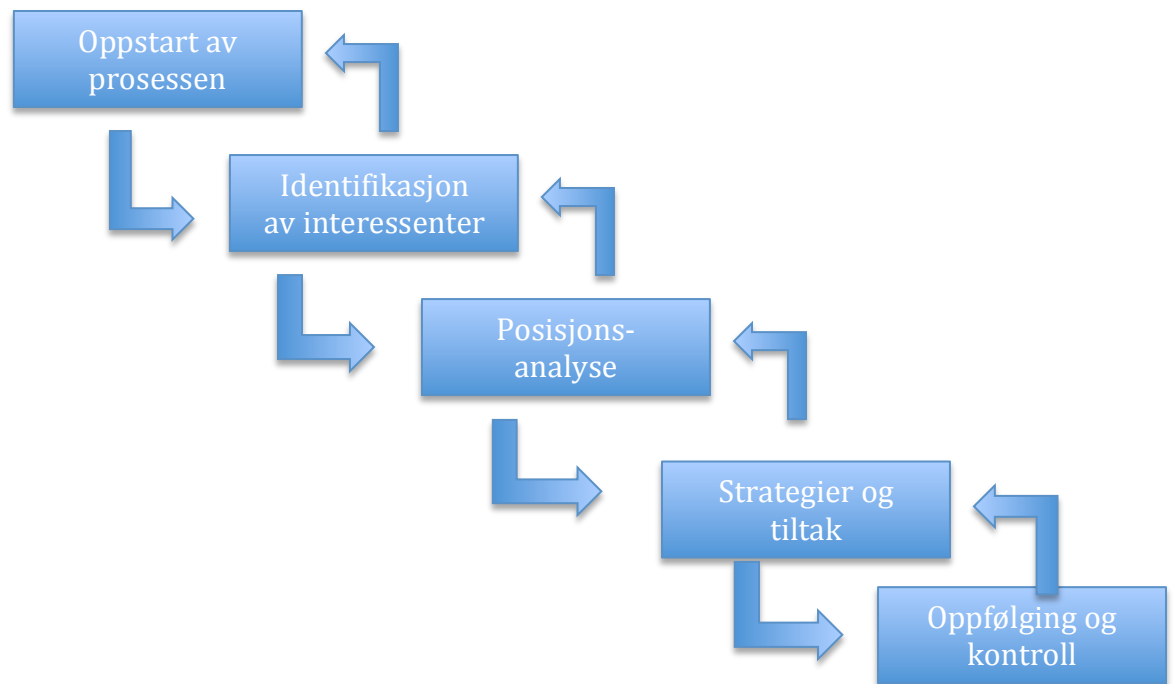 Oppstart av
prosessen
Identifikasjon
av interessenter
Posisjons-
analyse
Strategier og
tiltak
Oppfølging og
kontroll